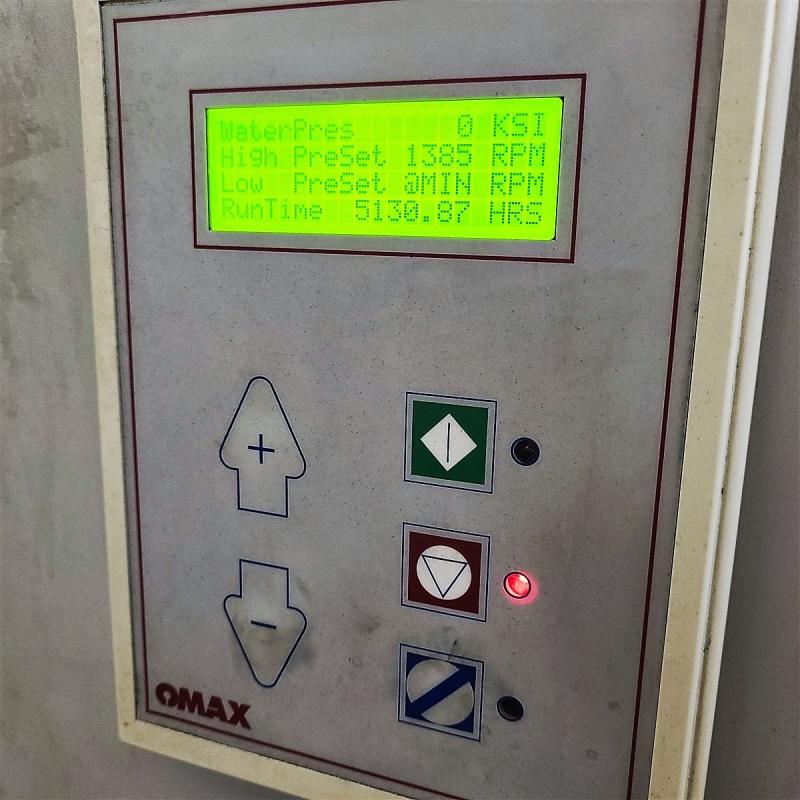 WaterPres 0 KSI
High PreSet 1385 RPM
Low PreSet @MIN RPM
RunTime 5130.87 HRS
+
-
OMAX